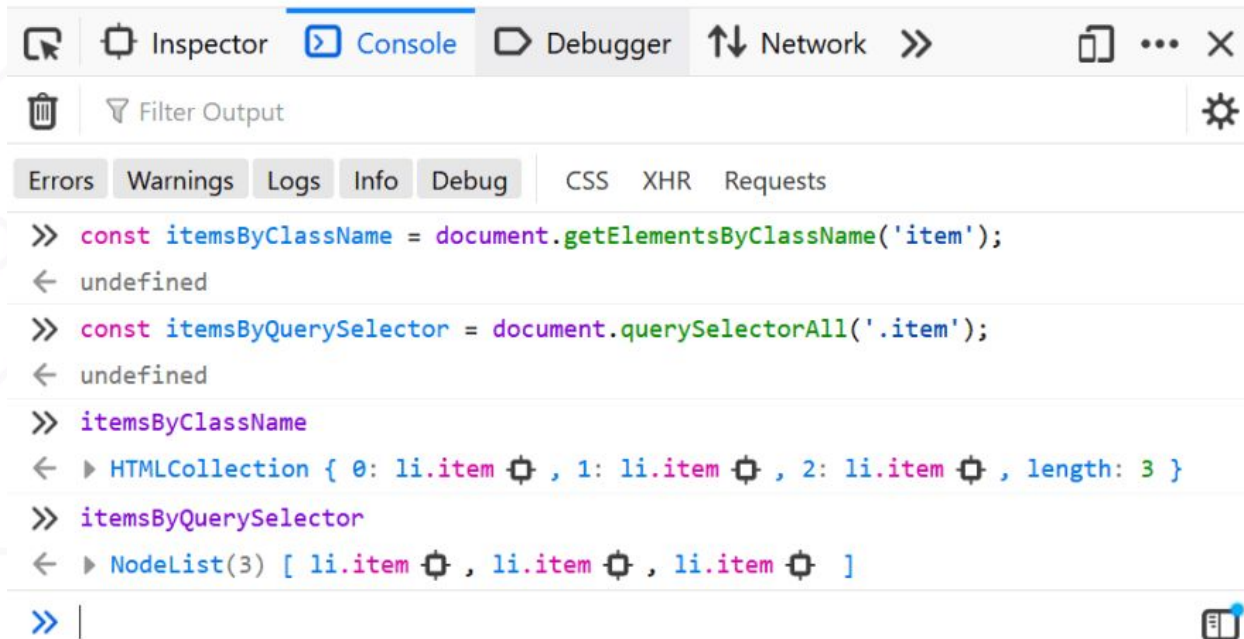 Inspector Console Debugger Network
Filter Output
Errors Warnings Logs Info Debug CSS XHR Requests
>> const itemsByClassName = document.getElementsByClassName('item');
← undefined
>> const itemsByQuerySelector = document.querySelectorAll('.item');
← undefined
>> itemsByClassName
← ▶ HTMLCollection { 0: li.item , 1: li.item , 2: li.item , length: 3 }
>> itemsByQuerySelector
← ▶ NodeList(3) [ li.item , li.item , li.item ]
>>